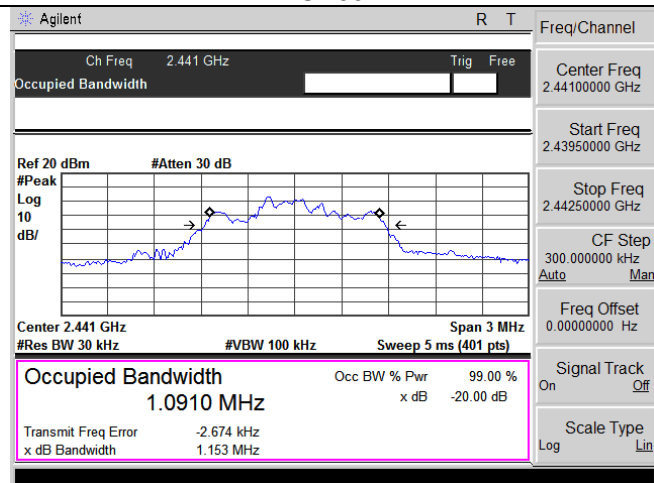 Agilent R T
Ch Freq 2.441 GHz Trig Free
Occupied Bandwidth
Ref 20 dBm #Atten 30 dB
#Peak
Log
10
dB/
Center 2.441 GHz Span 3 MHz
#Res BW 30 kHz #VBW 100 kHz Sweep 5 ms (401 pts)
Occupied Bandwidth Occ BW % Pwr 99.00 %
1.0910 MHz x dB -20.00 dB
Transmit Freq Error -2.674 kHz
x dB Bandwidth 1.153 MHz
Freq/Channel
Center Freq
2.44100000 GHz
Start Freq
2.43950000 GHz
Stop Freq
2.44250000 GHz
CF Step
300.000000 kHz
Auto Man
Freq Offset
0.00000000 Hz
Signal Track
On Off
Scale Type
Log Lin